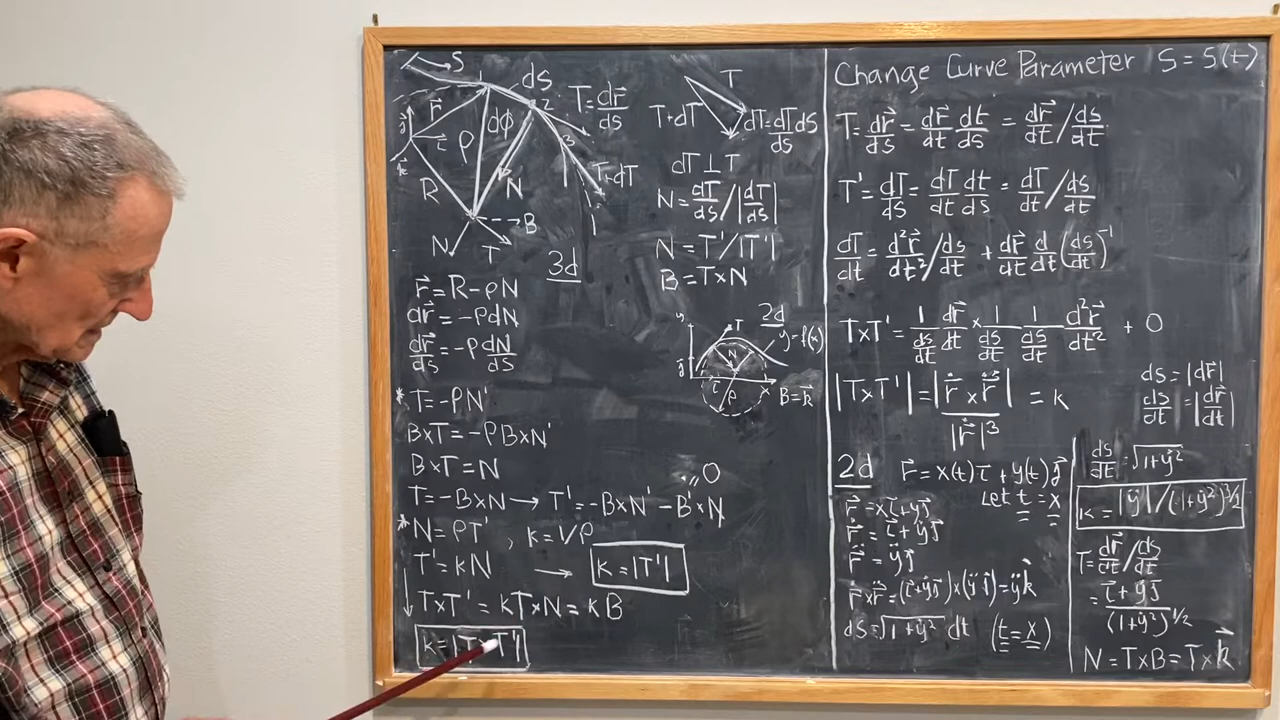 S
dS
T = dr⃗/dS
r⃗
dϕ
2
ρ
3
R
N
T+dT
B
N
T
3d
r⃗ = R-ρN
dr⃗ = -ρdN
dr⃗/dS = -ρ dN/dS
* T = -ρN'
B×T = -ρB×N'
B×T = N
T = -B×N → T' = -B×N' - B'×N 0
* N = ρT' , K = 1/ρ
T' = KN → K = |T'|
T×T' = KT×N = KB
K = |T×T'|
T
T+dT
dT = dT/dS dS
dT ⊥ T
N = dT/dS / |dT/dS|
N = T'/|T'|
B = T×N
2d
y
T
y = f(x)
N
ρ
x
B = k⃗
Change Curve Parameter S = S(t)
T = dr⃗/dS = dr⃗/dt dt/dS = dr⃗/dt / dS/dt
T' = dT/dS = dT/dt dt/dS = dT/dt / dS/dt
dT/dt = d²r⃗/dt² / dS/dt + dr⃗/dt d/dt (dS/dt)⁻¹
T×T' = 1/(dS/dt) dr⃗/dt × 1/(dS/dt) 1/(dS/dt) d²r⃗/dt² + 0
|T×T'| = |ṙ × r̈| / |ṙ|³ = K
dS = |dr⃗|
dS/dt = |dr⃗/dt|
2d r⃗ = x(t)i⃗ + y(t)j⃗
Let t = x
r⃗ = xi⃗+yj⃗
ṙ = i⃗+ẏj⃗
r̈ = ÿj⃗
ṙ×r̈ = (i⃗+ẏj⃗)×(ÿj⃗) = ÿk⃗
dS = √(1+ẏ²) dt (t = x)
dS/dt = √(1+ẏ²)
K = |ÿ|/(1+ẏ²)^3/2
T = dr⃗/dt / dS/dt
= i⃗+ẏj⃗ / (1+ẏ²)^1/2
N = T×B = T×k⃗